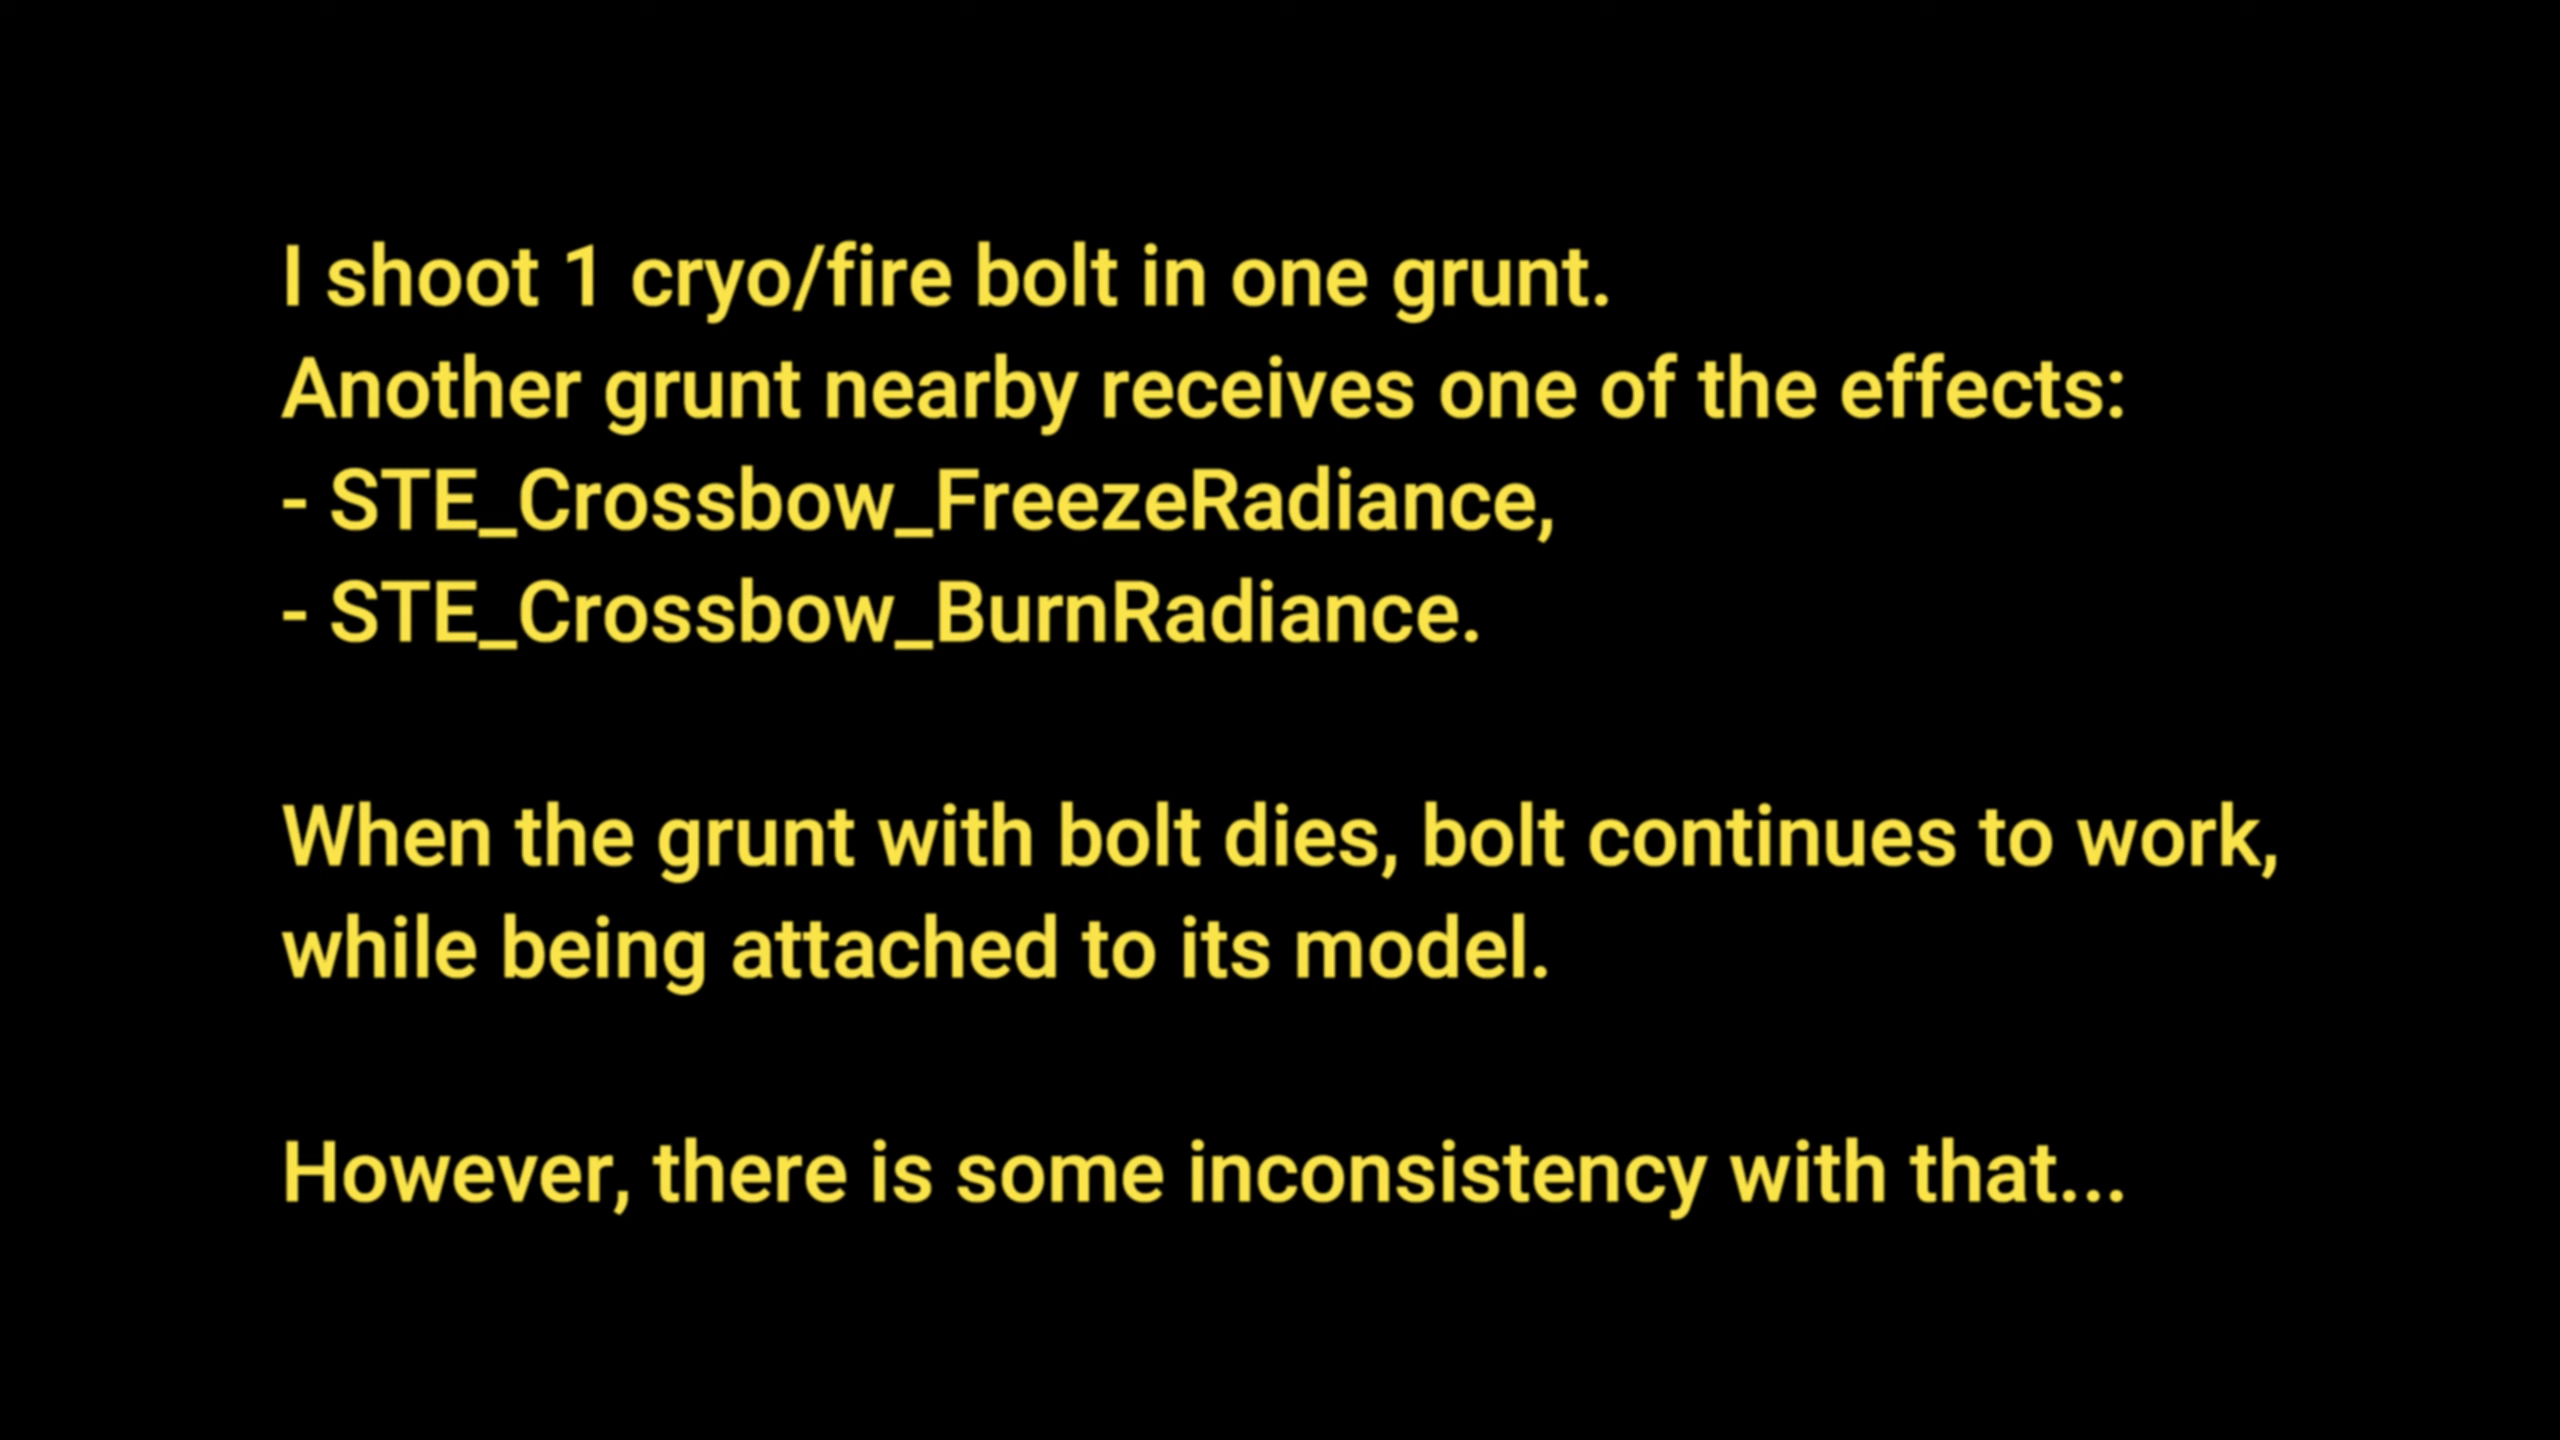 I shoot 1 cryo/fire bolt in one grunt.
Another grunt nearby receives one of the effects:
- STE_Crossbow_FreezeRadiance,
- STE_Crossbow_BurnRadiance.
When the grunt with bolt dies, bolt continues to work,
while being attached to its model.
However, there is some inconsistency with that...